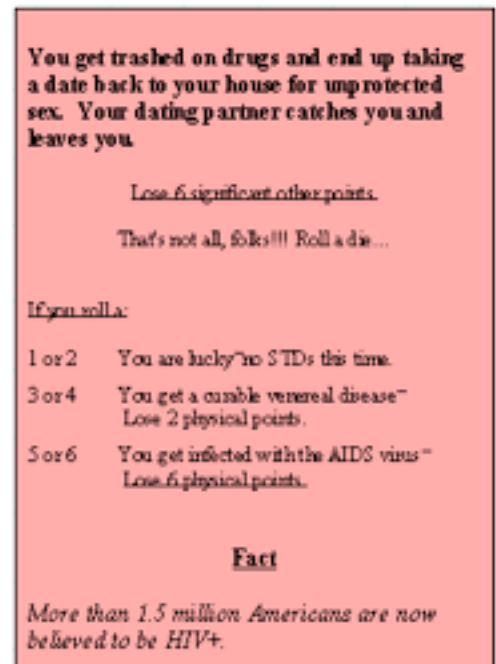 You get trashed on drugs and end up taking
a date back to your house for unprotected
sex. Your dating partner catches you and
leaves you.
Lose 6 significant other points.
That's not all, folks!!! Roll a die...
If you roll a:
1 or 2 You are lucky–no STDs this time.
3 or 4 You get a curable venereal disease–
Lose 2 physical points.
5 or 6 You get infected with the AIDS virus–
Lose 6 physical points.
Fact
More than 1.5 million Americans are now
believed to be HIV+.